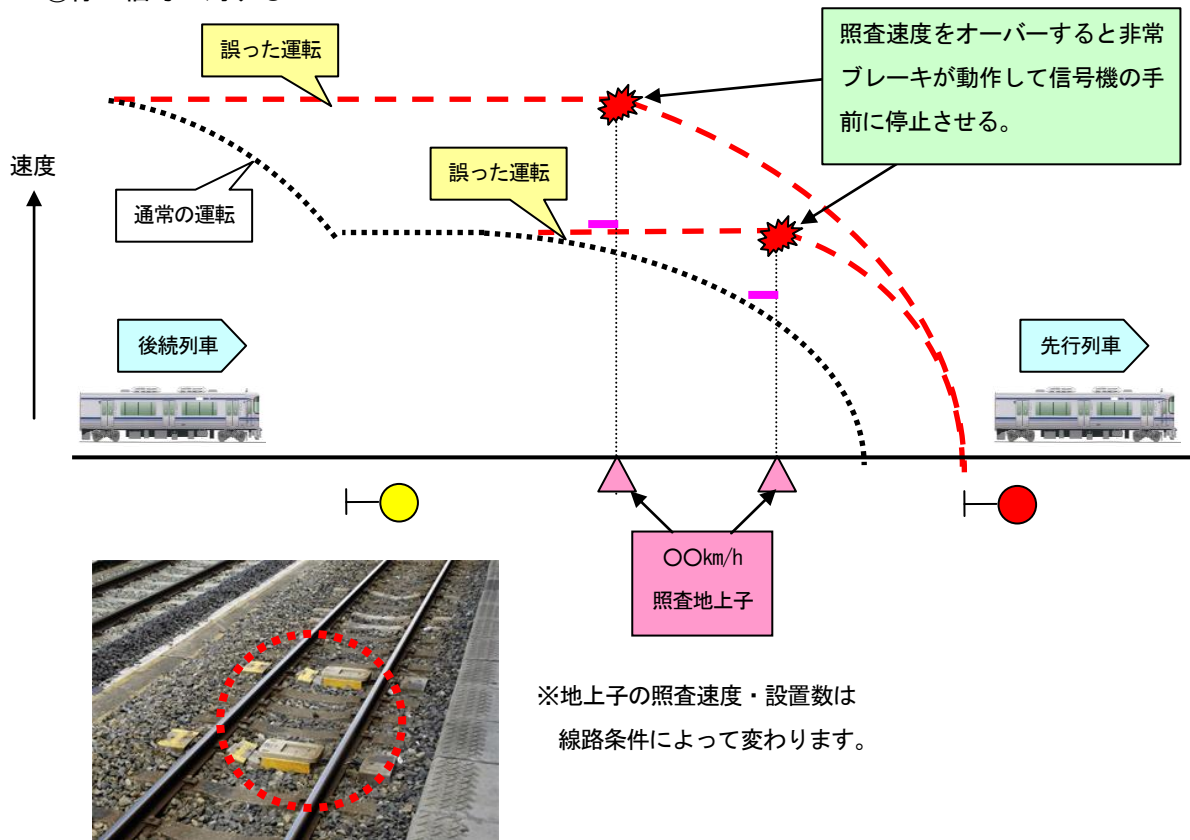 誤った運転
照査速度をオーバーすると非常
ブレーキが動作して信号機の手
前に停止させる。
速度
通常の運転
誤った運転
後続列車
先行列車
〇〇km/h
照査地上子
※地上子の照査速度・設置数は
線路条件によって変わります。